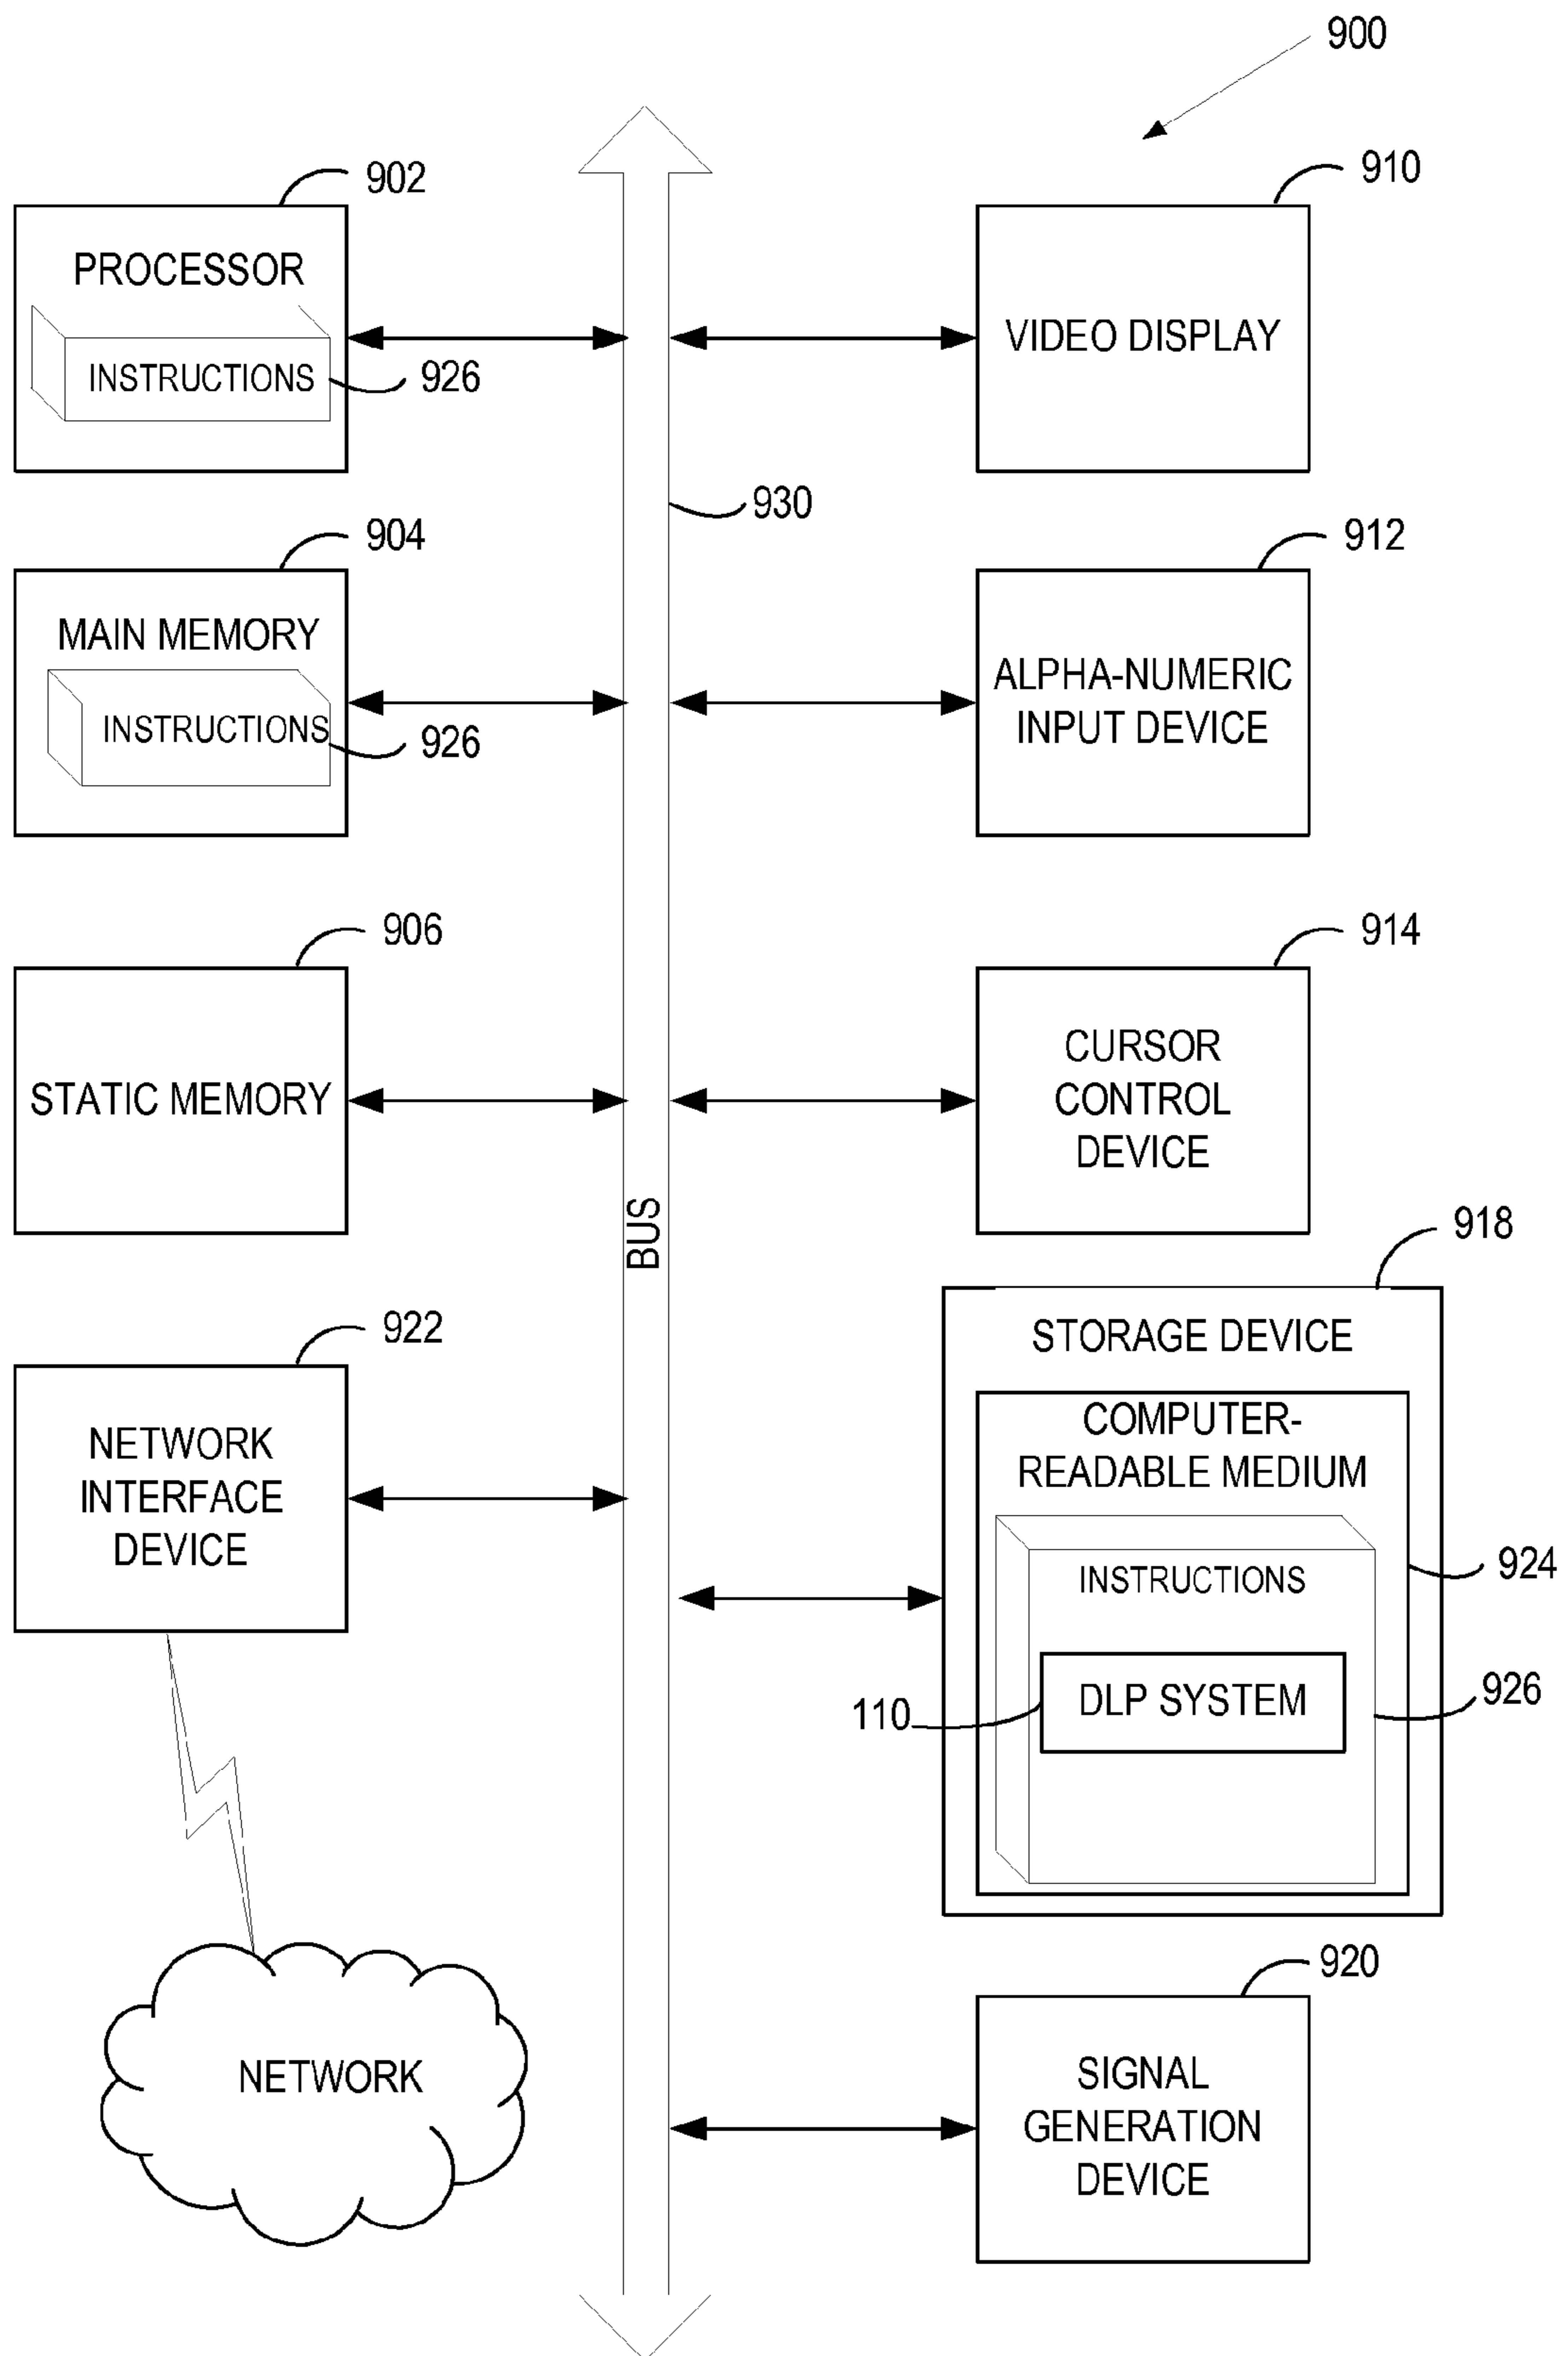 900
902
910
PROCESSOR
INSTRUCTIONS
926
VIDEO DISPLAY
930
904
912
MAIN MEMORY
INSTRUCTIONS
926
ALPHA-NUMERIC
INPUT DEVICE
906
914
STATIC MEMORY
CURSOR
CONTROL
DEVICE
BUS
918
922
STORAGE DEVICE
NETWORK
INTERFACE
DEVICE
COMPUTER-
READABLE MEDIUM
924
INSTRUCTIONS
926
110
DLP SYSTEM
920
NETWORK
SIGNAL
GENERATION
DEVICE